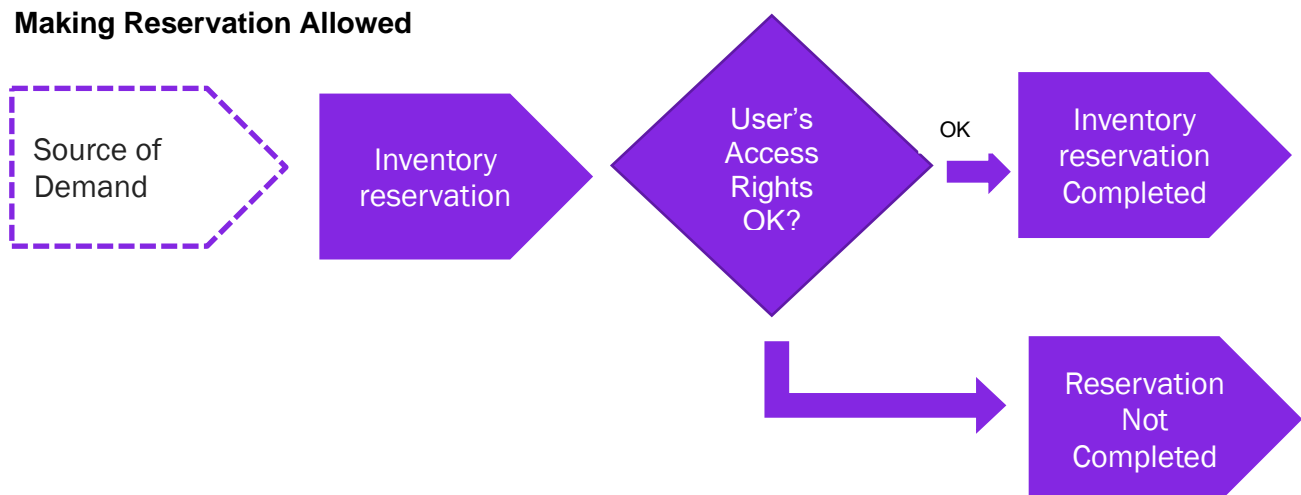 Making Reservation Allowed
Source of
Demand
Inventory
reservation
User's
Access
Rights
OK?
OK
Inventory
reservation
Completed
Reservation
Not
Completed